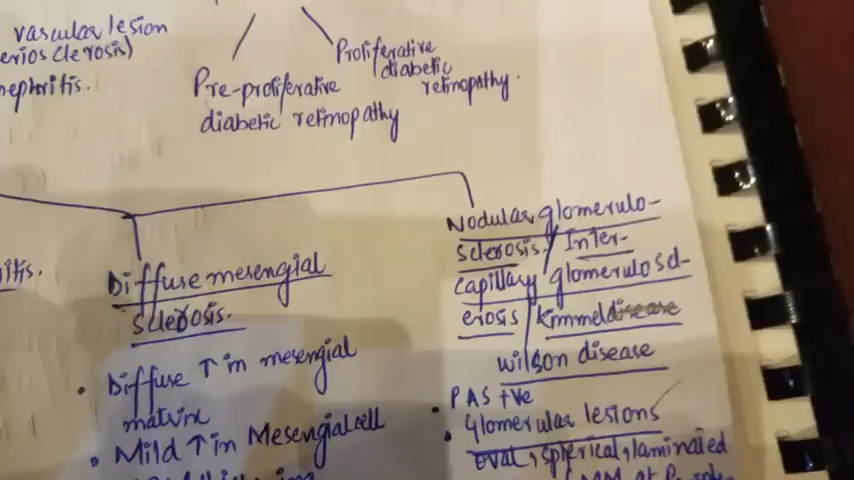 vascular lesion
erios clerosis)
nephritis.
Pre-proliferative
diabetic retinopathy
Proliferative
diabetic
retinopathy.
itis.
Diffuse mesengial
sclerosis.
• Diffuse ↑ in mesengial
matrix
• Mild ↑ in Mesengial cell
Nodular glomerulo-
sclerosis. / Inter-
capillary glomeruloscl-
erosis / Kimmel
wilson disease
• PAS +ve
• Glomerular lesions
oval, spherical, laminated